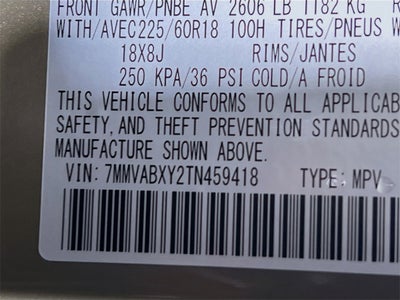 FRONT GAWR/PNBE AV 2606 LB 1182 KG
WITH/AVEC225/60R18 100H TIRES/PNEUS W
18X8J RIMS/JANTES
250 KPA/36 PSI COLD/A FROID
THIS VEHICLE CONFORMS TO ALL APPLICAB
SAFETY, AND THEFT PREVENTION STANDARDS
MANUFACTURE SHOWN ABOVE.
VIN: 7MMVABXY2TN459418 TYPE: MPV